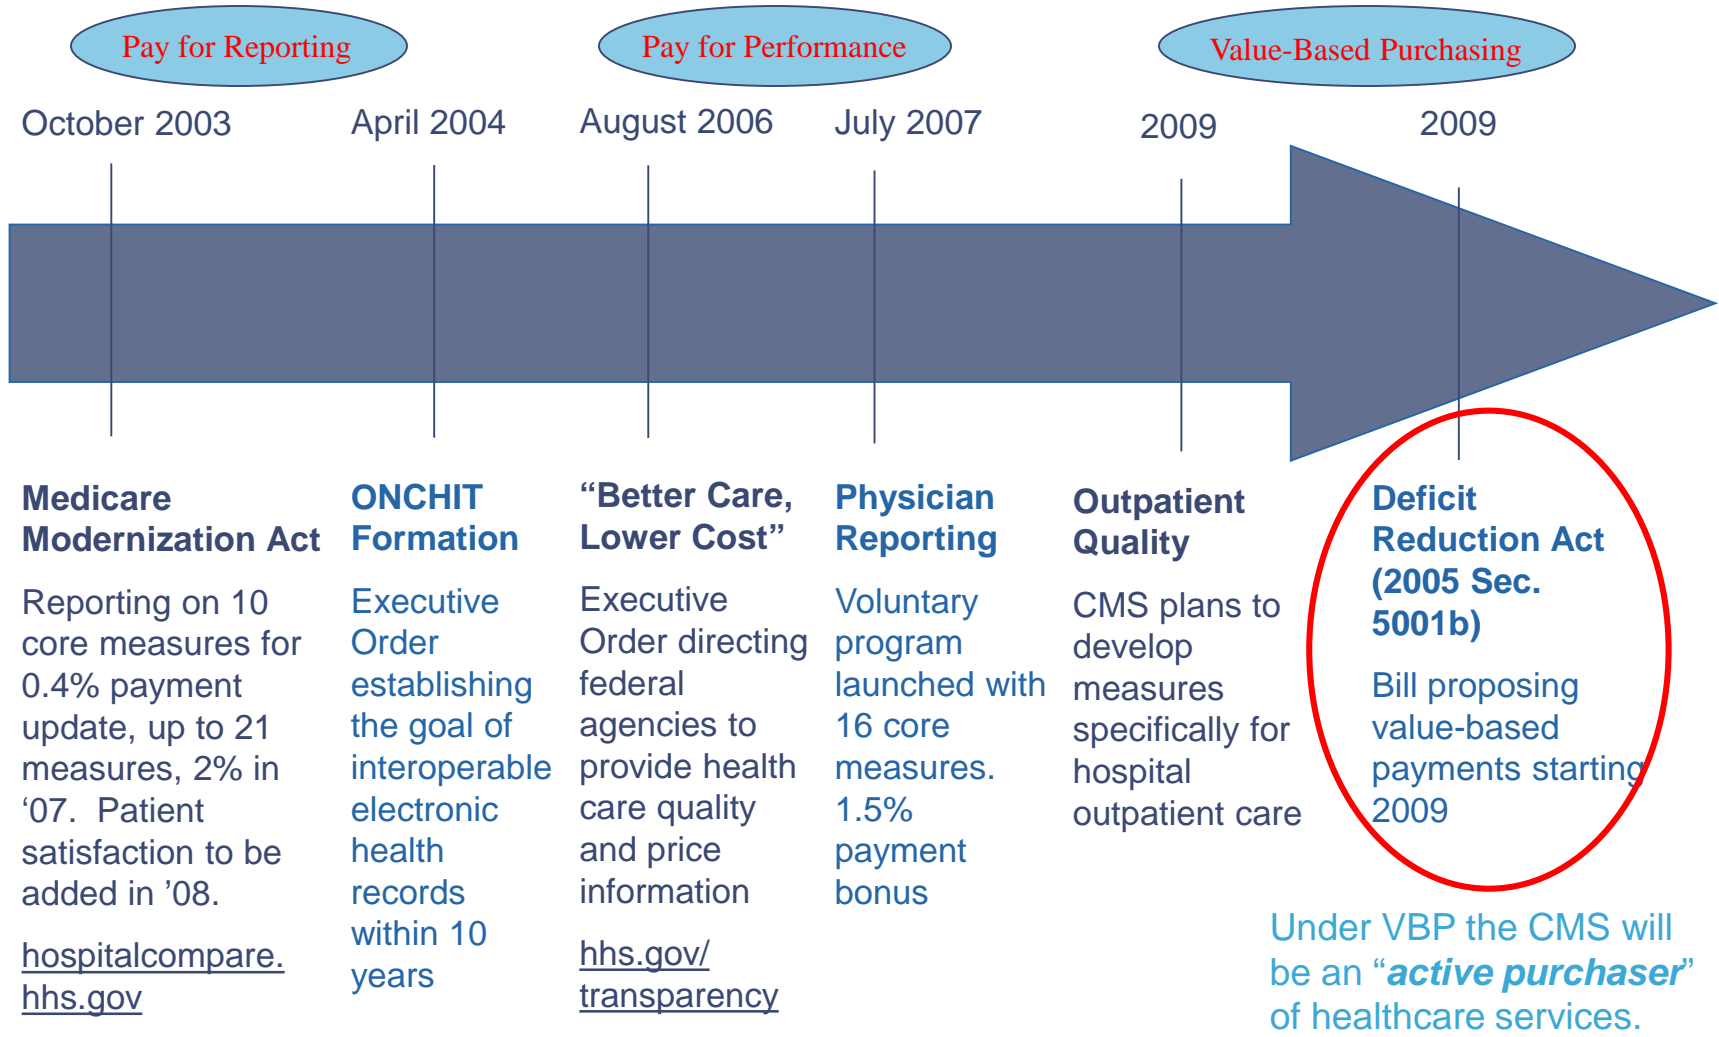 Pay for Reporting
Pay for Performance
Value-Based Purchasing
October 2003
April 2004
August 2006
July 2007
2009
2009
Medicare
Modernization Act
Reporting on 10
core measures for
0.4% payment
update, up to 21
measures, 2% in
‘07.  Patient
satisfaction to be
added in ’08.
hospitalcompare.
hhs.gov
ONCHIT
Formation
Executive
Order
establishing
the goal of
interoperable
electronic
health
records
within 10
years
“Better Care,
Lower Cost”
Executive
Order directing
federal
agencies to
provide health
care quality
and price
information
hhs.gov/
transparency
Physician
Reporting
Voluntary
program
launched with
16 core
measures.
1.5%
payment
bonus
Outpatient
Quality
CMS plans to
develop
measures
specifically for
hospital
outpatient care
Deficit
Reduction Act
(2005 Sec.
5001b)
Bill proposing
value-based
payments starting
2009
Under VBP the CMS will
be an “active purchaser”
of healthcare services.